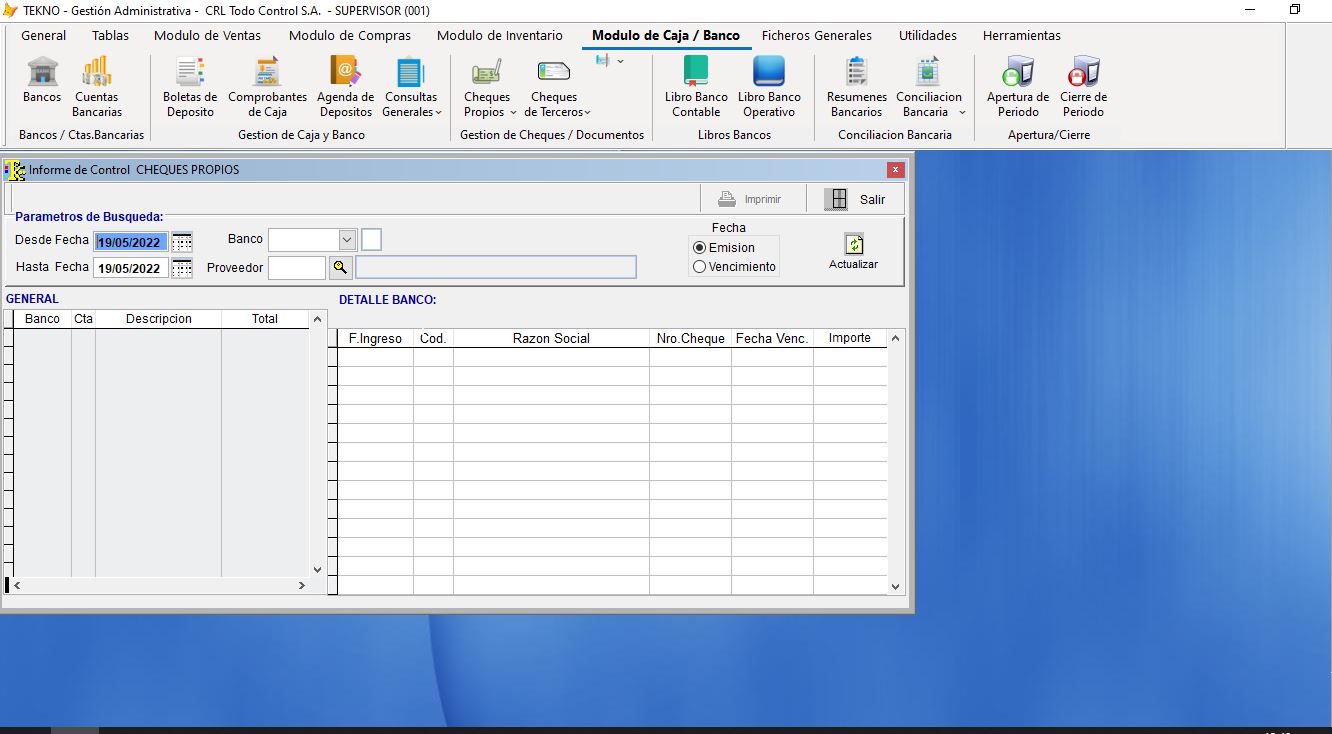 TEKNO - Gestión Administrativa - CRL Todo Control S.A. - SUPERVISOR (001)
General Tablas Modulo de Ventas Modulo de Compras Modulo de Inventario Modulo de Caja / Banco Ficheros Generales Utilidades Herramientas
Bancos Cuentas Bancarias
Boletas de Deposito Comprobantes de Caja Agenda de Depositos Consultas Generales
Cheques Propios Cheques de Terceros
Libro Banco Contable Libro Banco Operativo
Resumenes Bancarios Conciliacion Bancaria
Apertura de Periodo Cierre de Periodo
Bancos / Ctas.Bancarias Gestion de Caja y Banco Gestion de Cheques / Documentos Libros Bancos Conciliacion Bancaria Apertura/Cierre
Informe de Control CHEQUES PROPIOS x
Imprimir Salir
Parametros de Busqueda:
Desde Fecha 19/05/2022 Banco
Hasta Fecha 19/05/2022 Proveedor
Fecha
Emision
Vencimiento
Actualizar
GENERAL
Banco Cta Descripcion Total
DETALLE BANCO:
F.Ingreso Cod. Razon Social Nro.Cheque Fecha Venc. Importe